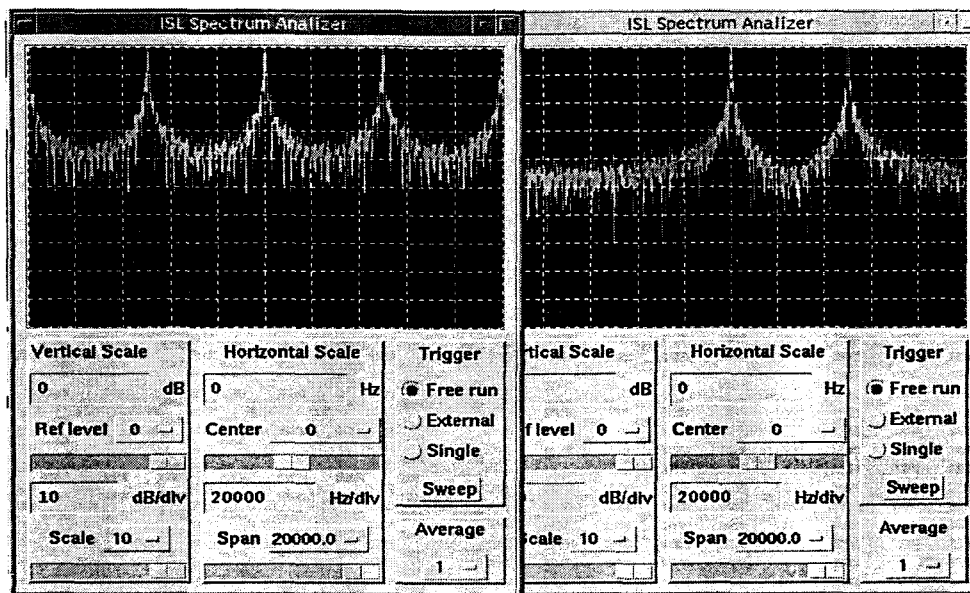 ISL Spectrum Analizer
Vertical Scale
0 dB
Ref level 0
10 dB/div
Scale 10
Horizontal Scale
0 Hz
Center 0
20000 Hz/div
Span 20000.0
Trigger
Free run
External
Single
Sweep
Average
1
ISL Spectrum Analizer
rtical Scale
f level 0
dB/div
cale 10
Horizontal Scale
0 Hz
Center 0
20000 Hz/div
Span 20000.0
Trigger
Free run
External
Single
Sweep
Average
1